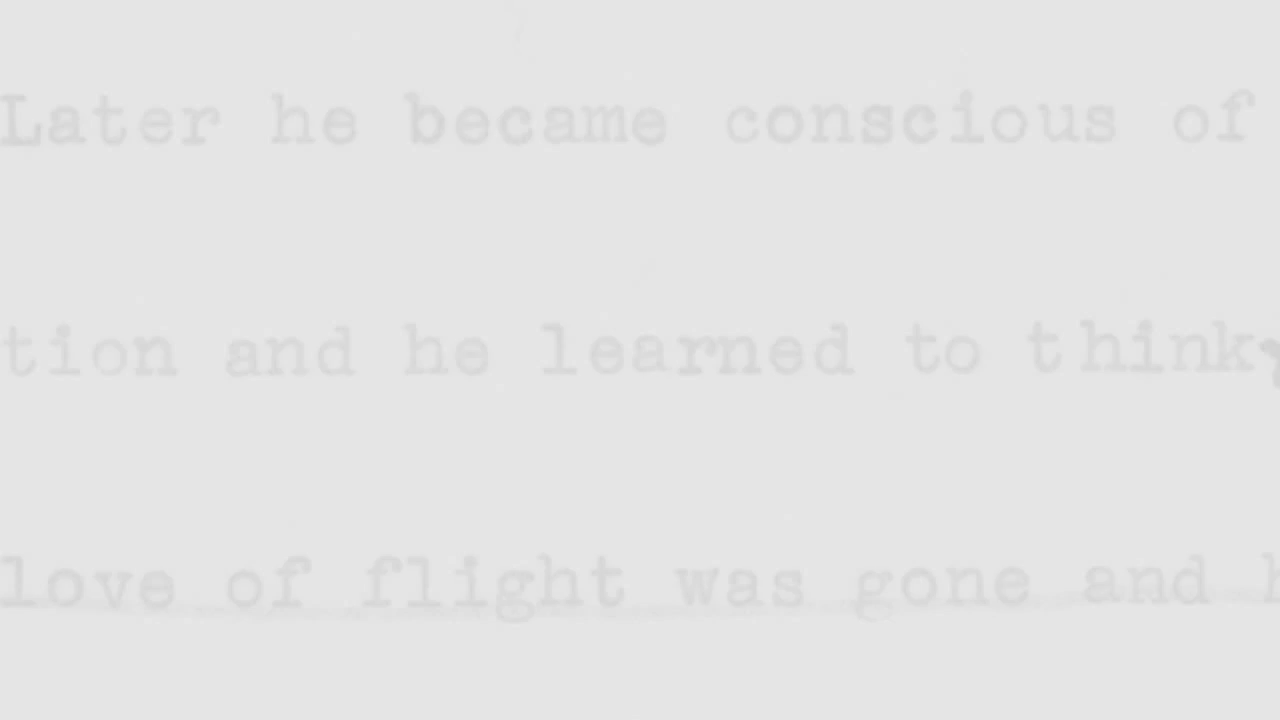 Later he became conscious of
tion and he learned to think,
love of flight was gone and